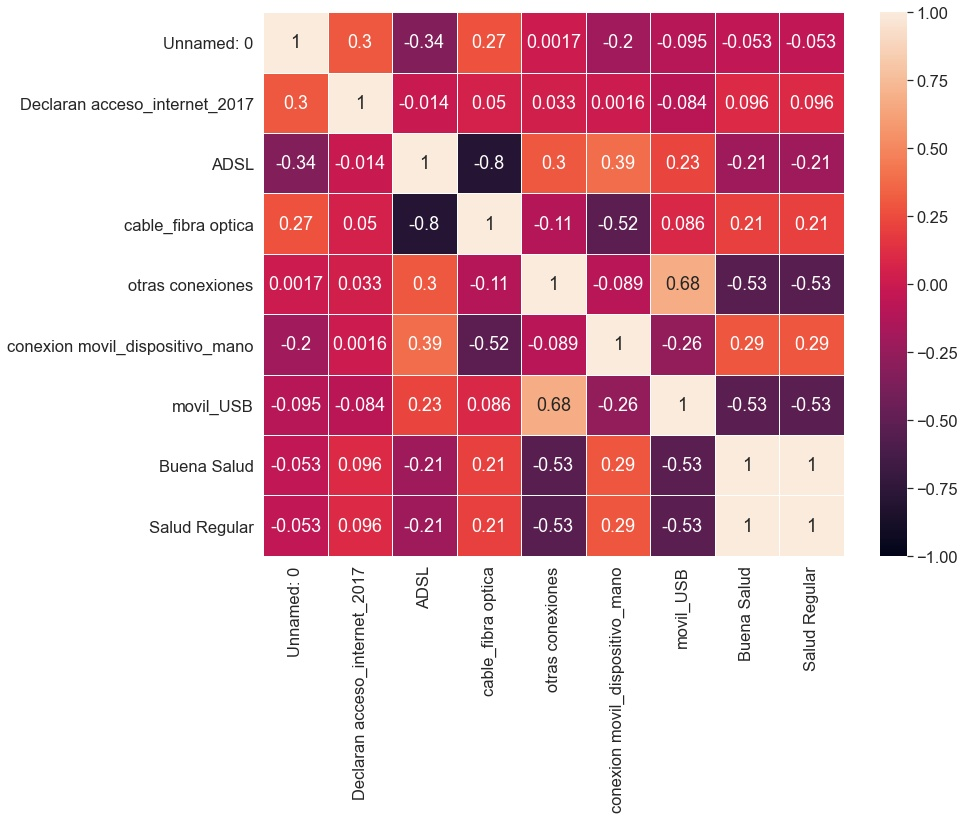 Unnamed: 0 1 0.3 -0.34 0.27 0.0017 -0.2 -0.095 -0.053 -0.053
Declaran acceso_internet_2017 0.3 1 -0.014 0.05 0.033 0.0016 -0.084 0.096 0.096
ADSL -0.34 -0.014 1 -0.8 0.3 0.39 0.23 -0.21 -0.21
cable_fibra optica 0.27 0.05 -0.8 1 -0.11 -0.52 0.086 0.21 0.21
otras conexiones 0.0017 0.033 0.3 -0.11 1 -0.089 0.68 -0.53 -0.53
conexion movil_dispositivo_mano -0.2 0.0016 0.39 -0.52 -0.089 1 -0.26 0.29 0.29
movil_USB -0.095 -0.084 0.23 0.086 0.68 -0.26 1 -0.53 -0.53
Buena Salud -0.053 0.096 -0.21 0.21 -0.53 0.29 -0.53 1 1
Salud Regular -0.053 0.096 -0.21 0.21 -0.53 0.29 -0.53 1 1
Unnamed: 0
Declaran acceso_internet_2017
ADSL
cable_fibra optica
otras conexiones
conexion movil_dispositivo_mano
movil_USB
Buena Salud
Salud Regular
1.00
0.75
0.50
0.25
0.00
−0.25
−0.50
−0.75
−1.00